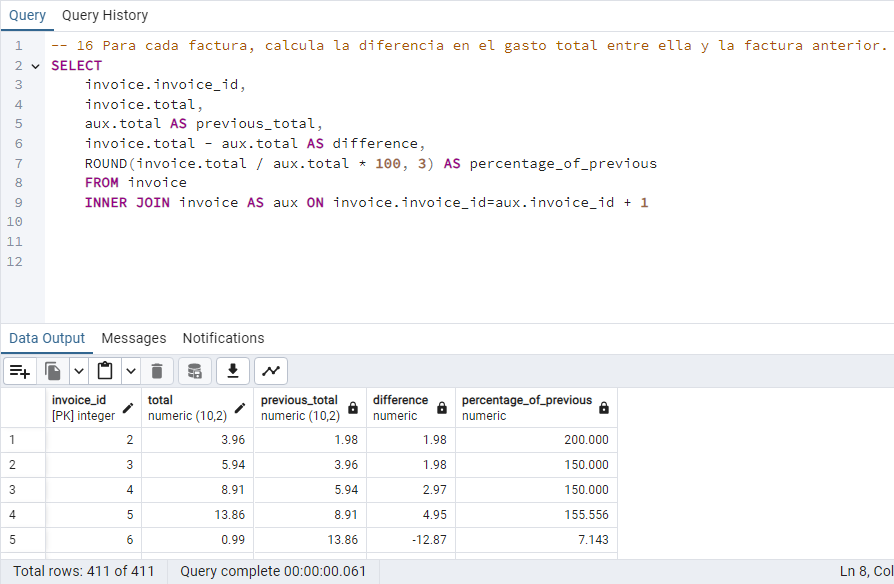 Query Query History
1 -- 16 Para cada factura, calcula la diferencia en el gasto total entre ella y la factura anterior.
2 SELECT
3 invoice.invoice_id,
4 invoice.total,
5 aux.total AS previous_total,
6 invoice.total - aux.total AS difference,
7 ROUND(invoice.total / aux.total * 100, 3) AS percentage_of_previous
8 FROM invoice
9 INNER JOIN invoice AS aux ON invoice.invoice_id=aux.invoice_id + 1
10
11
12
Data Output Messages Notifications
invoice_id total previous_total difference percentage_of_previous
[PK] integer numeric (10,2) numeric (10,2) numeric numeric
1 2 3.96 1.98 1.98 200.000
2 3 5.94 3.96 1.98 150.000
3 4 8.91 5.94 2.97 150.000
4 5 13.86 8.91 4.95 155.556
5 6 0.99 13.86 -12.87 7.143
Total rows: 411 of 411 Query complete 00:00:00.061 Ln 8, Col